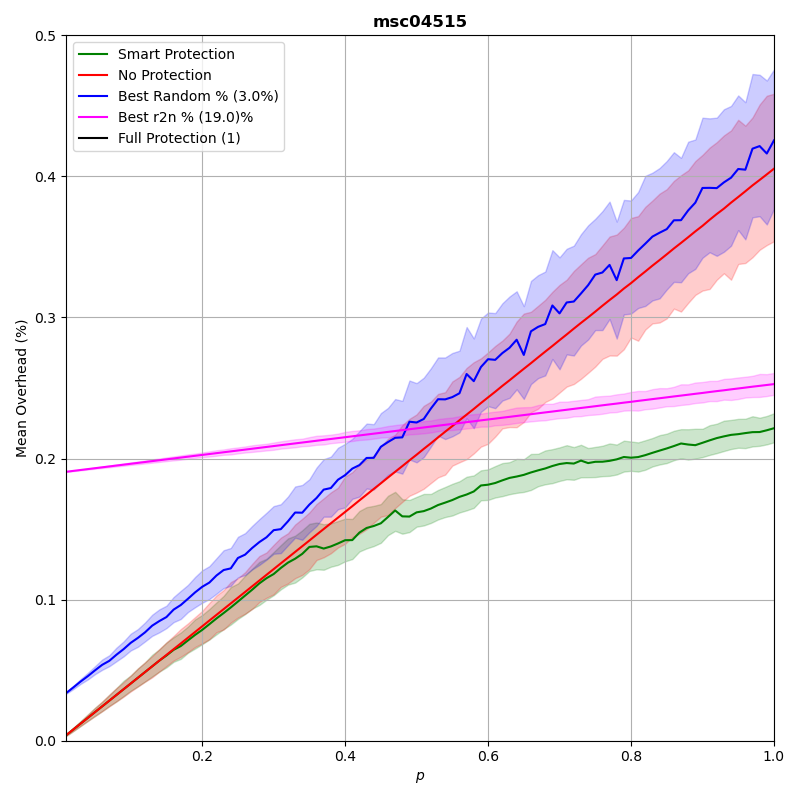 msc04515
0.5
0.4
0.3
0.2
0.1
0.0
Mean Overhead (%)
Smart Protection
No Protection
Best Random % (3.0%)
Best r2n % (19.0)%
Full Protection (1)
0.2
0.4
0.6
0.8
1.0
p